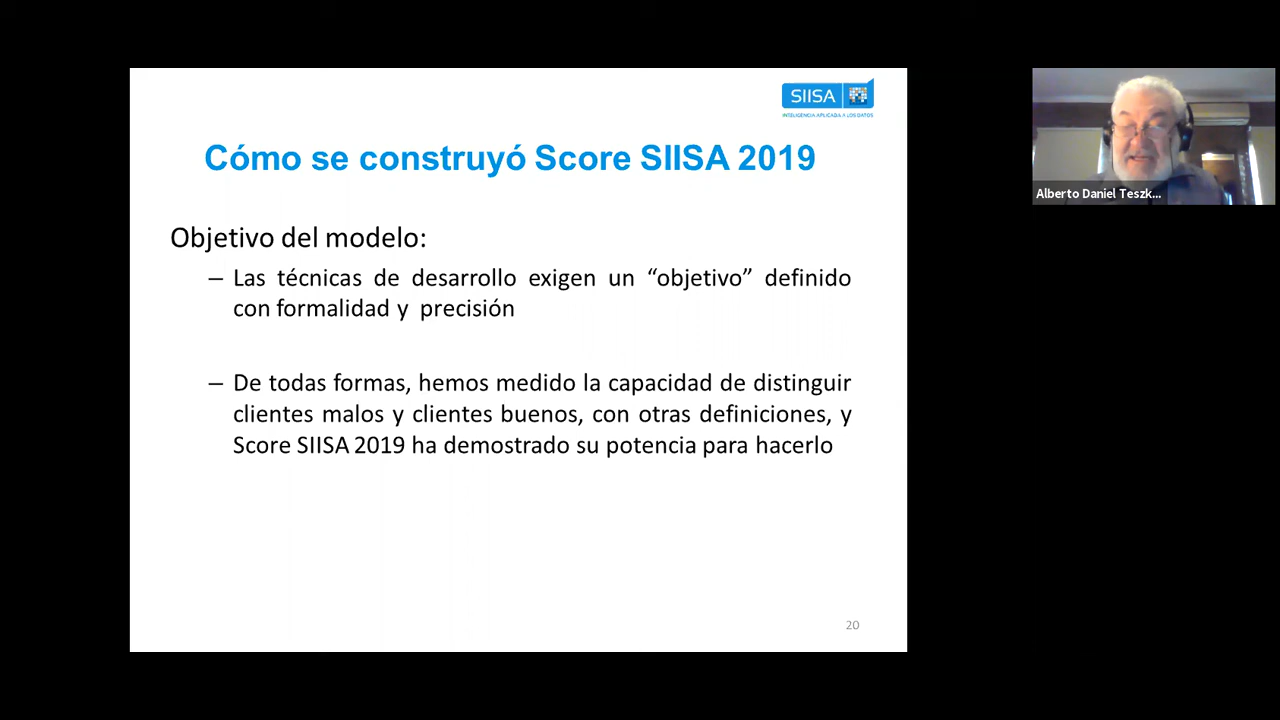 SIISA
INTELIGENCIA APLICADA A LOS DATOS
Cómo se construyó Score SIISA 2019
Objetivo del modelo:
– Las técnicas de desarrollo exigen un “objetivo” definido
con formalidad y precisión
– De todas formas, hemos medido la capacidad de distinguir
clientes malos y clientes buenos, con otras definiciones, y
Score SIISA 2019 ha demostrado su potencia para hacerlo
20
Alberto Daniel Teszk...